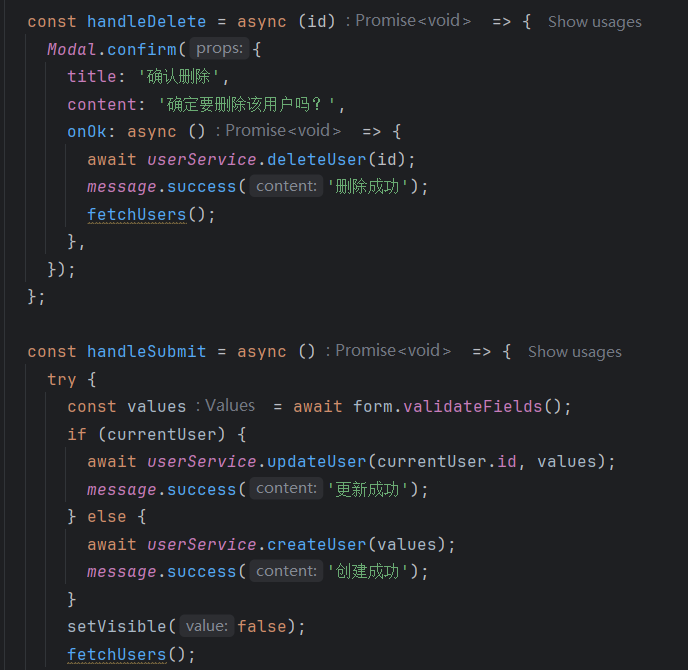 const handleDelete = async (id) : Promise<void> => { Show usages
Modal.confirm( props: {
title: '确认删除',
content: '确定要删除该用户吗？',
onOk: async () : Promise<void> => {
await userService.deleteUser(id);
message.success( content: '删除成功');
fetchUsers();
},
});
};
const handleSubmit = async () : Promise<void> => { Show usages
try {
const values : Values = await form.validateFields();
if (currentUser) {
await userService.updateUser(currentUser.id, values);
message.success( content: '更新成功');
} else {
await userService.createUser(values);
message.success( content: '创建成功');
}
setVisible( value: false);
fetchUsers();